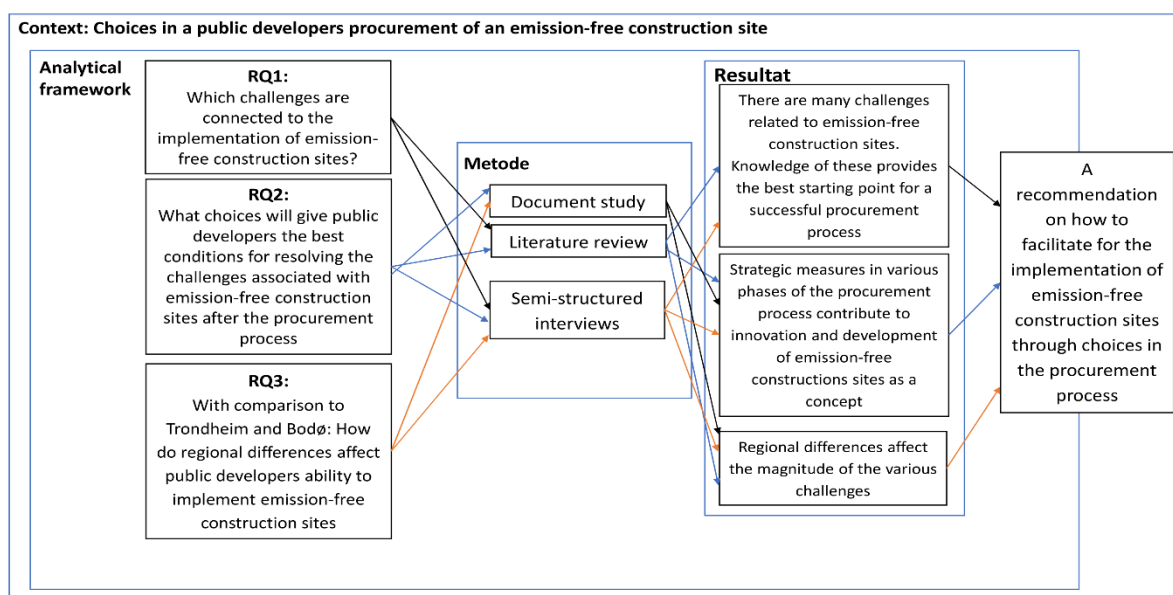 Context: Choices in a public developers procurement of an emission-free construction site
Analytical
framework
RQ1:
Which challenges are
connected to the
implementation of emission-
free construction sites?
RQ2:
What choices will give public
developers the best
conditions for resolving the
challenges associated with
emission-free construction
sites after the procurement
process
RQ3:
With comparison to
Trondheim and Bodø: How
do regional differences affect
public developers ability to
implement emission-free
construction sites
Metode
Document study
Literature review
Semi-structured
interviews
Resultat
There are many challenges
related to emission-free
construction sites.
Knowledge of these provides
the best starting point for a
successful procurement
process
Strategic measures in various
phases of the procurement
process contribute to
innovation and development
of emission-free
constructions sites as a
concept
Regional differences affect
the magnitude of the various
challenges
A
recommendation
on how to
facilitate for the
implementation of
emission-free
construction sites
through choices in
the procurement
process